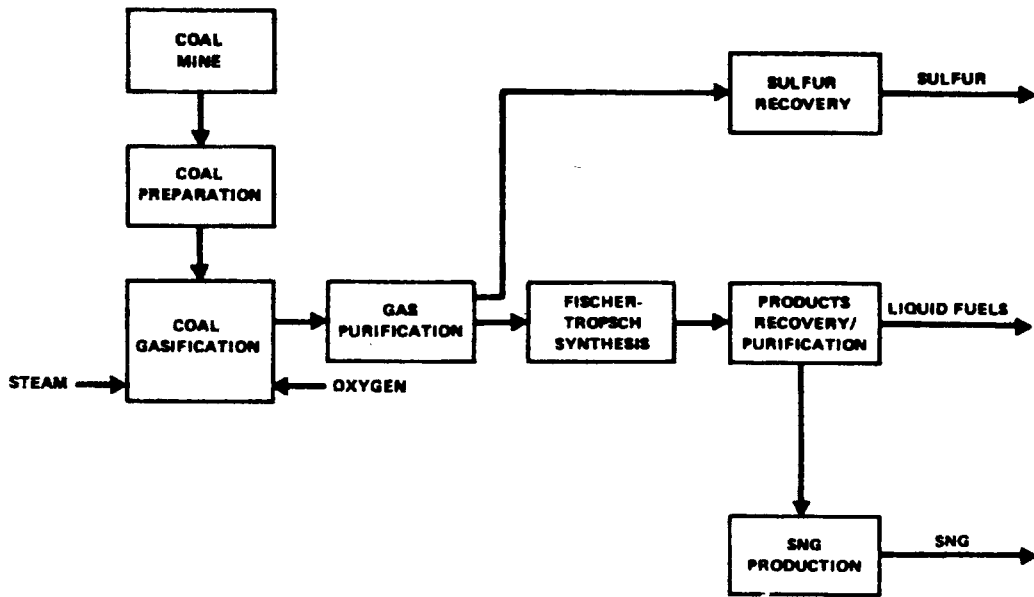 COAL
MINE
SULFUR
RECOVERY
SULFUR
COAL
PREPARATION
COAL
GASIFICATION
GAS
PURIFICATION
FISCHER-
TROPSCH
SYNTHESIS
PRODUCTS
RECOVERY/
PURIFICATION
LIQUID FUELS
STEAM
OXYGEN
SNG
PRODUCTION
SNG